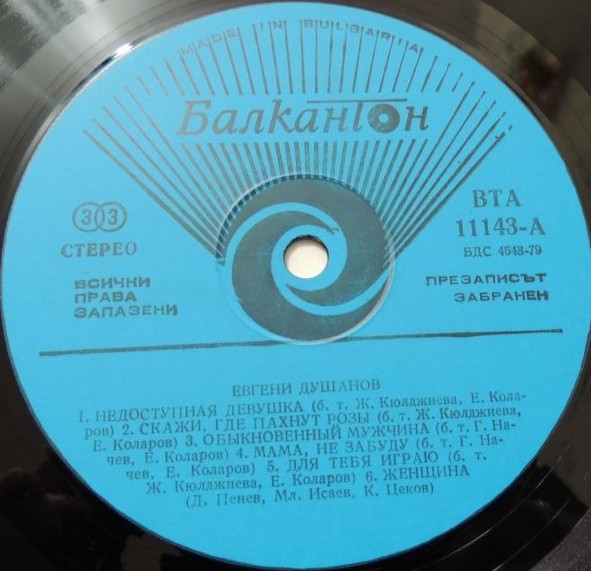 MADE IN BULGARIA
Балкантон
33
СТЕРЕО
ВСИЧКИ
ПРАВА
ЗАПАЗЕНИ
ВТА
11143-А
БДС 4643-79
ПРЕЗАПИСЪТ
ЗАБРАНЕН
ЕВГЕНИ ДУШАНОВ
1. НЕДОСТУПНАЯ ДЕВУШКА (б. т. Ж. Кюлджиева, Е. Кола-
ров) 2. СКАЖИ, ГДЕ ПАХНУТ РОЗЫ (б. т. Ж. Кюлджиева,
Е. Коларов) 3. ОБЫКНОВЕННЫЙ МУЖЧИНА (б. т. Г. На-
чев, Е. Коларов) 4. МАМА, НЕ ЗАБУДУ (б. т. Г. На-
чев, Е. Коларов) 5. ДЛЯ ТЕБЯ ИГРАЮ (б. т.
Ж. Кюлджиева, Е. Коларов) 6. ЖЕНЩИНА
(Д. Пенев, Мл. Исаев, К. Цеков)